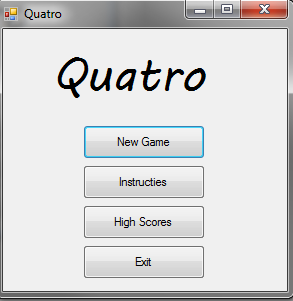 Quatro
Quatro
New Game
Instructies
High Scores
Exit